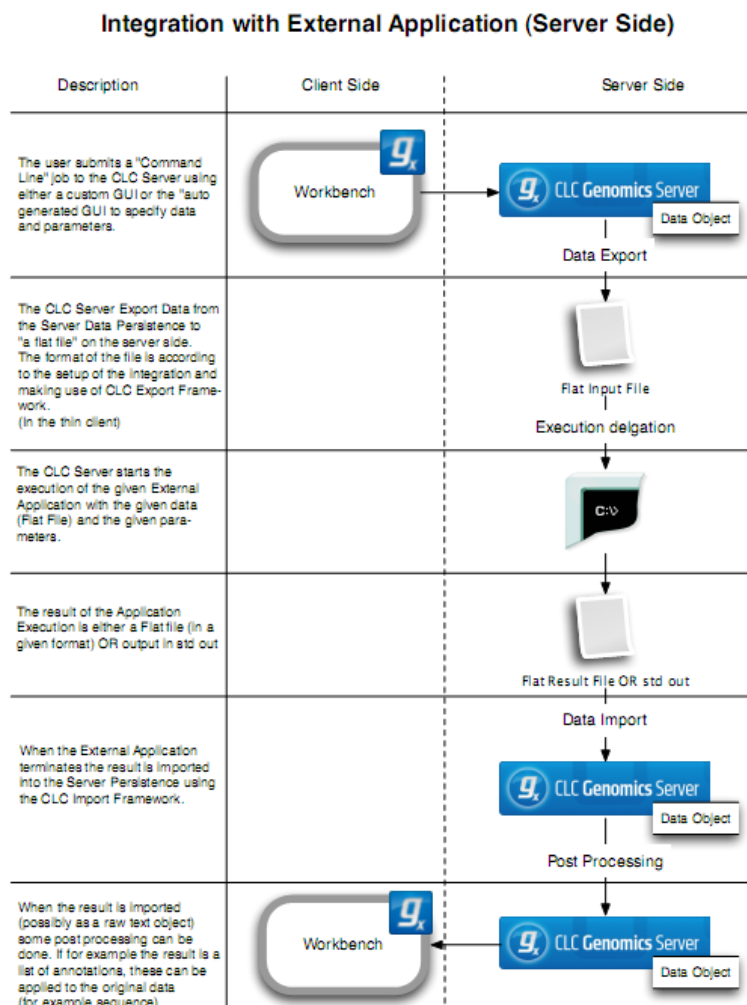 Integration with External Application (Server Side)
Description
Client Side
Server Side
The user submits a "Command
Line" job to the CLC Server using
either a custom GUI or the "auto
generated GUI to specify data
and parameters.
gx
Workbench
gx CLC Genomics Server
Data Object
Data Export
The CLC Server Export Data from
the Server Data Persistence to
"a flat file" on the server side.
The format of the file is according
to the setup of the integration and
making use of CLC Export Frame-
work.
(In the thin client)
Flat Input File
Execution delgation
The CLC Server starts the
execution of the given External
Application with the given data
(Flat File) and the given para-
meters.
C:\>
The result of the Application
Execution is either a Flat file (in a
given format) OR output in std out
Flat Result File OR std out
Data Import
When the External Application
terminates the result is imported
into the Server Persistence using
the CLC Import Framework.
gx CLC Genomics Server
Data Object
Post Processing
When the result is imported
(possibly as a raw text object)
some post processing can be
done. If for example the result is a
list of annotations, these can be
applied to the original data
(for example sequence)
gx
Workbench
gx CLC Genomics Server
Data Object